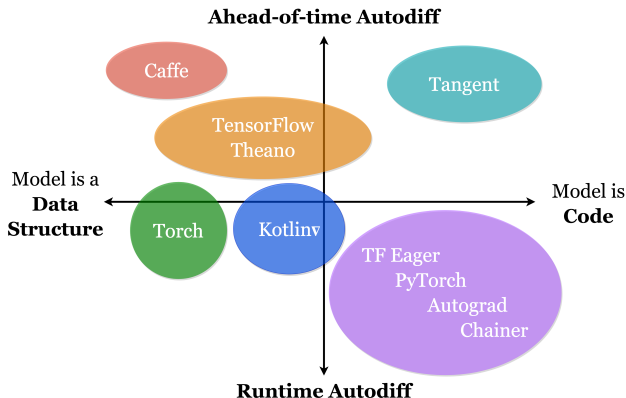 Ahead-of-time Autodiff
Caffe
Tangent
TensorFlow
Theano
Model is a
Data
Structure
Model is
Code
Torch
Kotlin∇
TF Eager
PyTorch
Autograd
Chainer
Runtime Autodiff